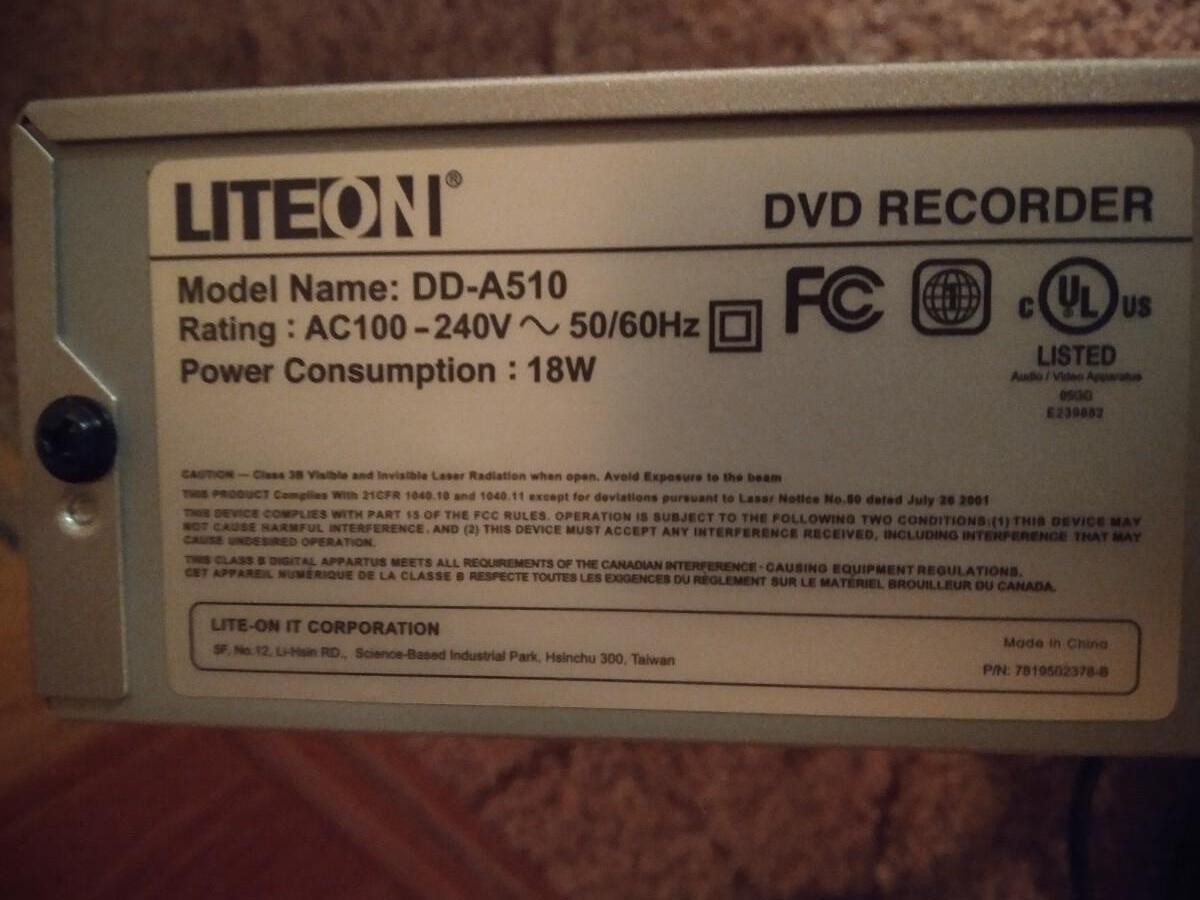 LITEON®
DVD RECORDER
Model Name: DD-A510
Rating : AC100-240V ~ 50/60Hz
Power Consumption : 18W
FC
C UL US
LISTED
Audio / Video Apparatus
E239882
CAUTION — Class 3B Visible and Invisible Laser Radiation when open. Avoid Exposure to the beam
THIS PRODUCT Complies With 21CFR 1040.10 and 1040.11 except for deviations pursuant to Laser Notice No.50 dated July 26 2001
THIS DEVICE COMPLIES WITH PART 15 OF THE FCC RULES. OPERATION IS SUBJECT TO THE FOLLOWING TWO CONDITIONS:(1) THIS DEVICE MAY
NOT CAUSE HARMFUL INTERFERENCE, AND (2) THIS DEVICE MUST ACCEPT ANY INTERFERENCE RECEIVED, INCLUDING INTERFERENCE THAT MAY
CAUSE UNDESIRED OPERATION.
THIS CLASS B DIGITAL APPARTUS MEETS ALL REQUIREMENTS OF THE CANADIAN INTERFERENCE-CAUSING EQUIPMENT REGULATIONS.
CET APPAREIL NUMÉRIQUE DE LA CLASSE B RESPECTE TOUTES LES EXIGENCES DU RÈGLEMENT SUR LE MATÉRIEL BROUILLEUR DU CANADA.
LITE-ON IT CORPORATION
5F, No.12, Li-Hsin RD., Science-Based Industrial Park, Hsinchu 300, Taiwan
Made in China
P/N: 7819502378-B